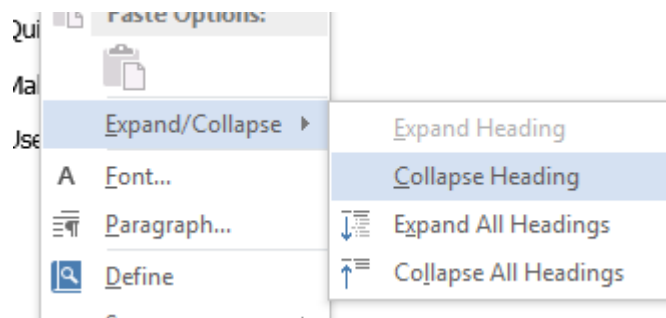 Paste Options:
Expand/Collapse
Font...
Paragraph...
Define
Expand Heading
Collapse Heading
Expand All Headings
Collapse All Headings